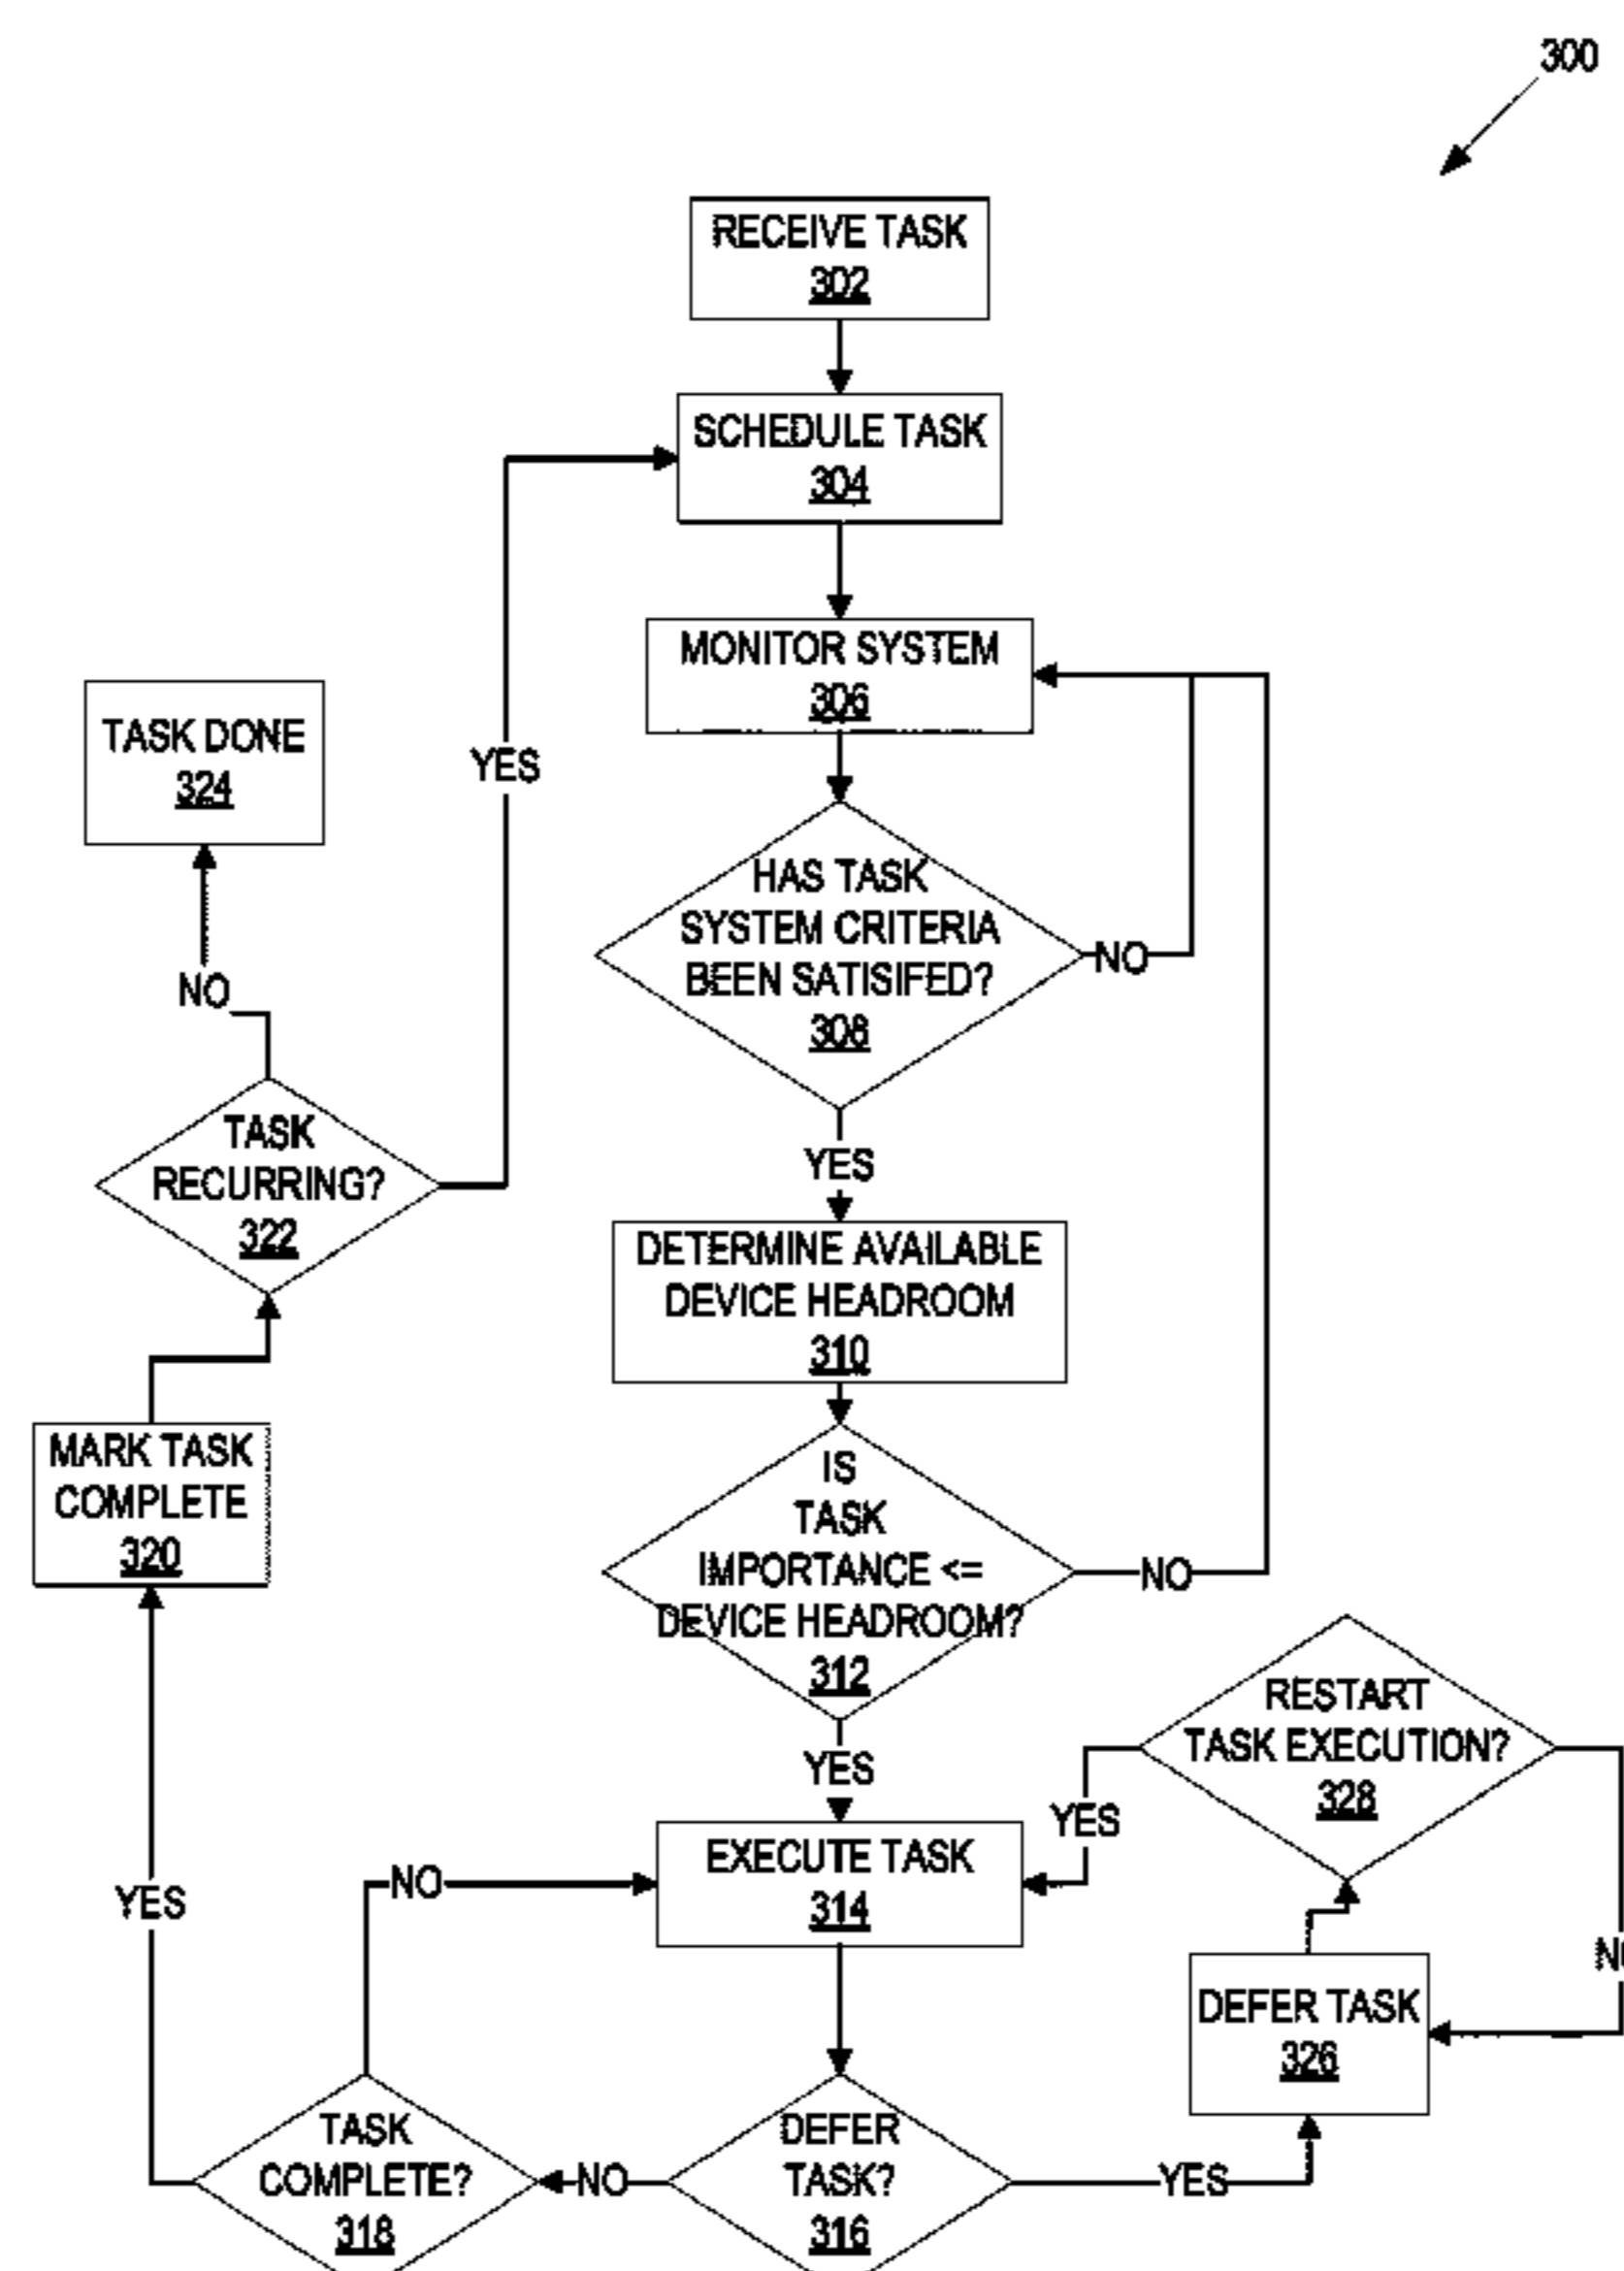 300
RECEIVE TASK
302
SCHEDULE TASK
304
MONITOR SYSTEM
306
TASK DONE
324
YES
HAS TASK
SYSTEM CRITERIA
BEEN SATISIFED?
308
NO
NO
TASK
RECURRING?
322
YES
DETERMINE AVAILABLE
DEVICE HEADROOM
310
MARK TASK
COMPLETE
320
IS
TASK
IMPORTANCE <=
DEVICE HEADROOM?
312
NO
RESTART
TASK EXECUTION?
328
YES
YES
EXECUTE TASK
314
NO
YES
DEFER TASK
326
TASK
COMPLETE?
318
NO
DEFER
TASK?
316
YES